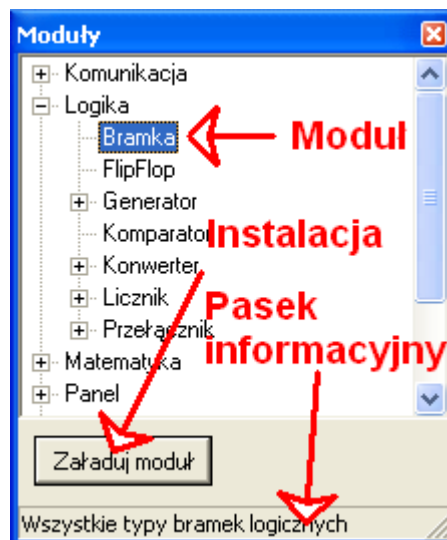 Moduły
Komunikacja
Logika
Bramka
Moduł
FlipFlop
Generator
Komparator
Instalacja
Konwerter
Licznik
Pasek
informacyjny
Przełącznik
Matematyka
Panel
Załaduj moduł
Wszystkie typy bramek logicznych